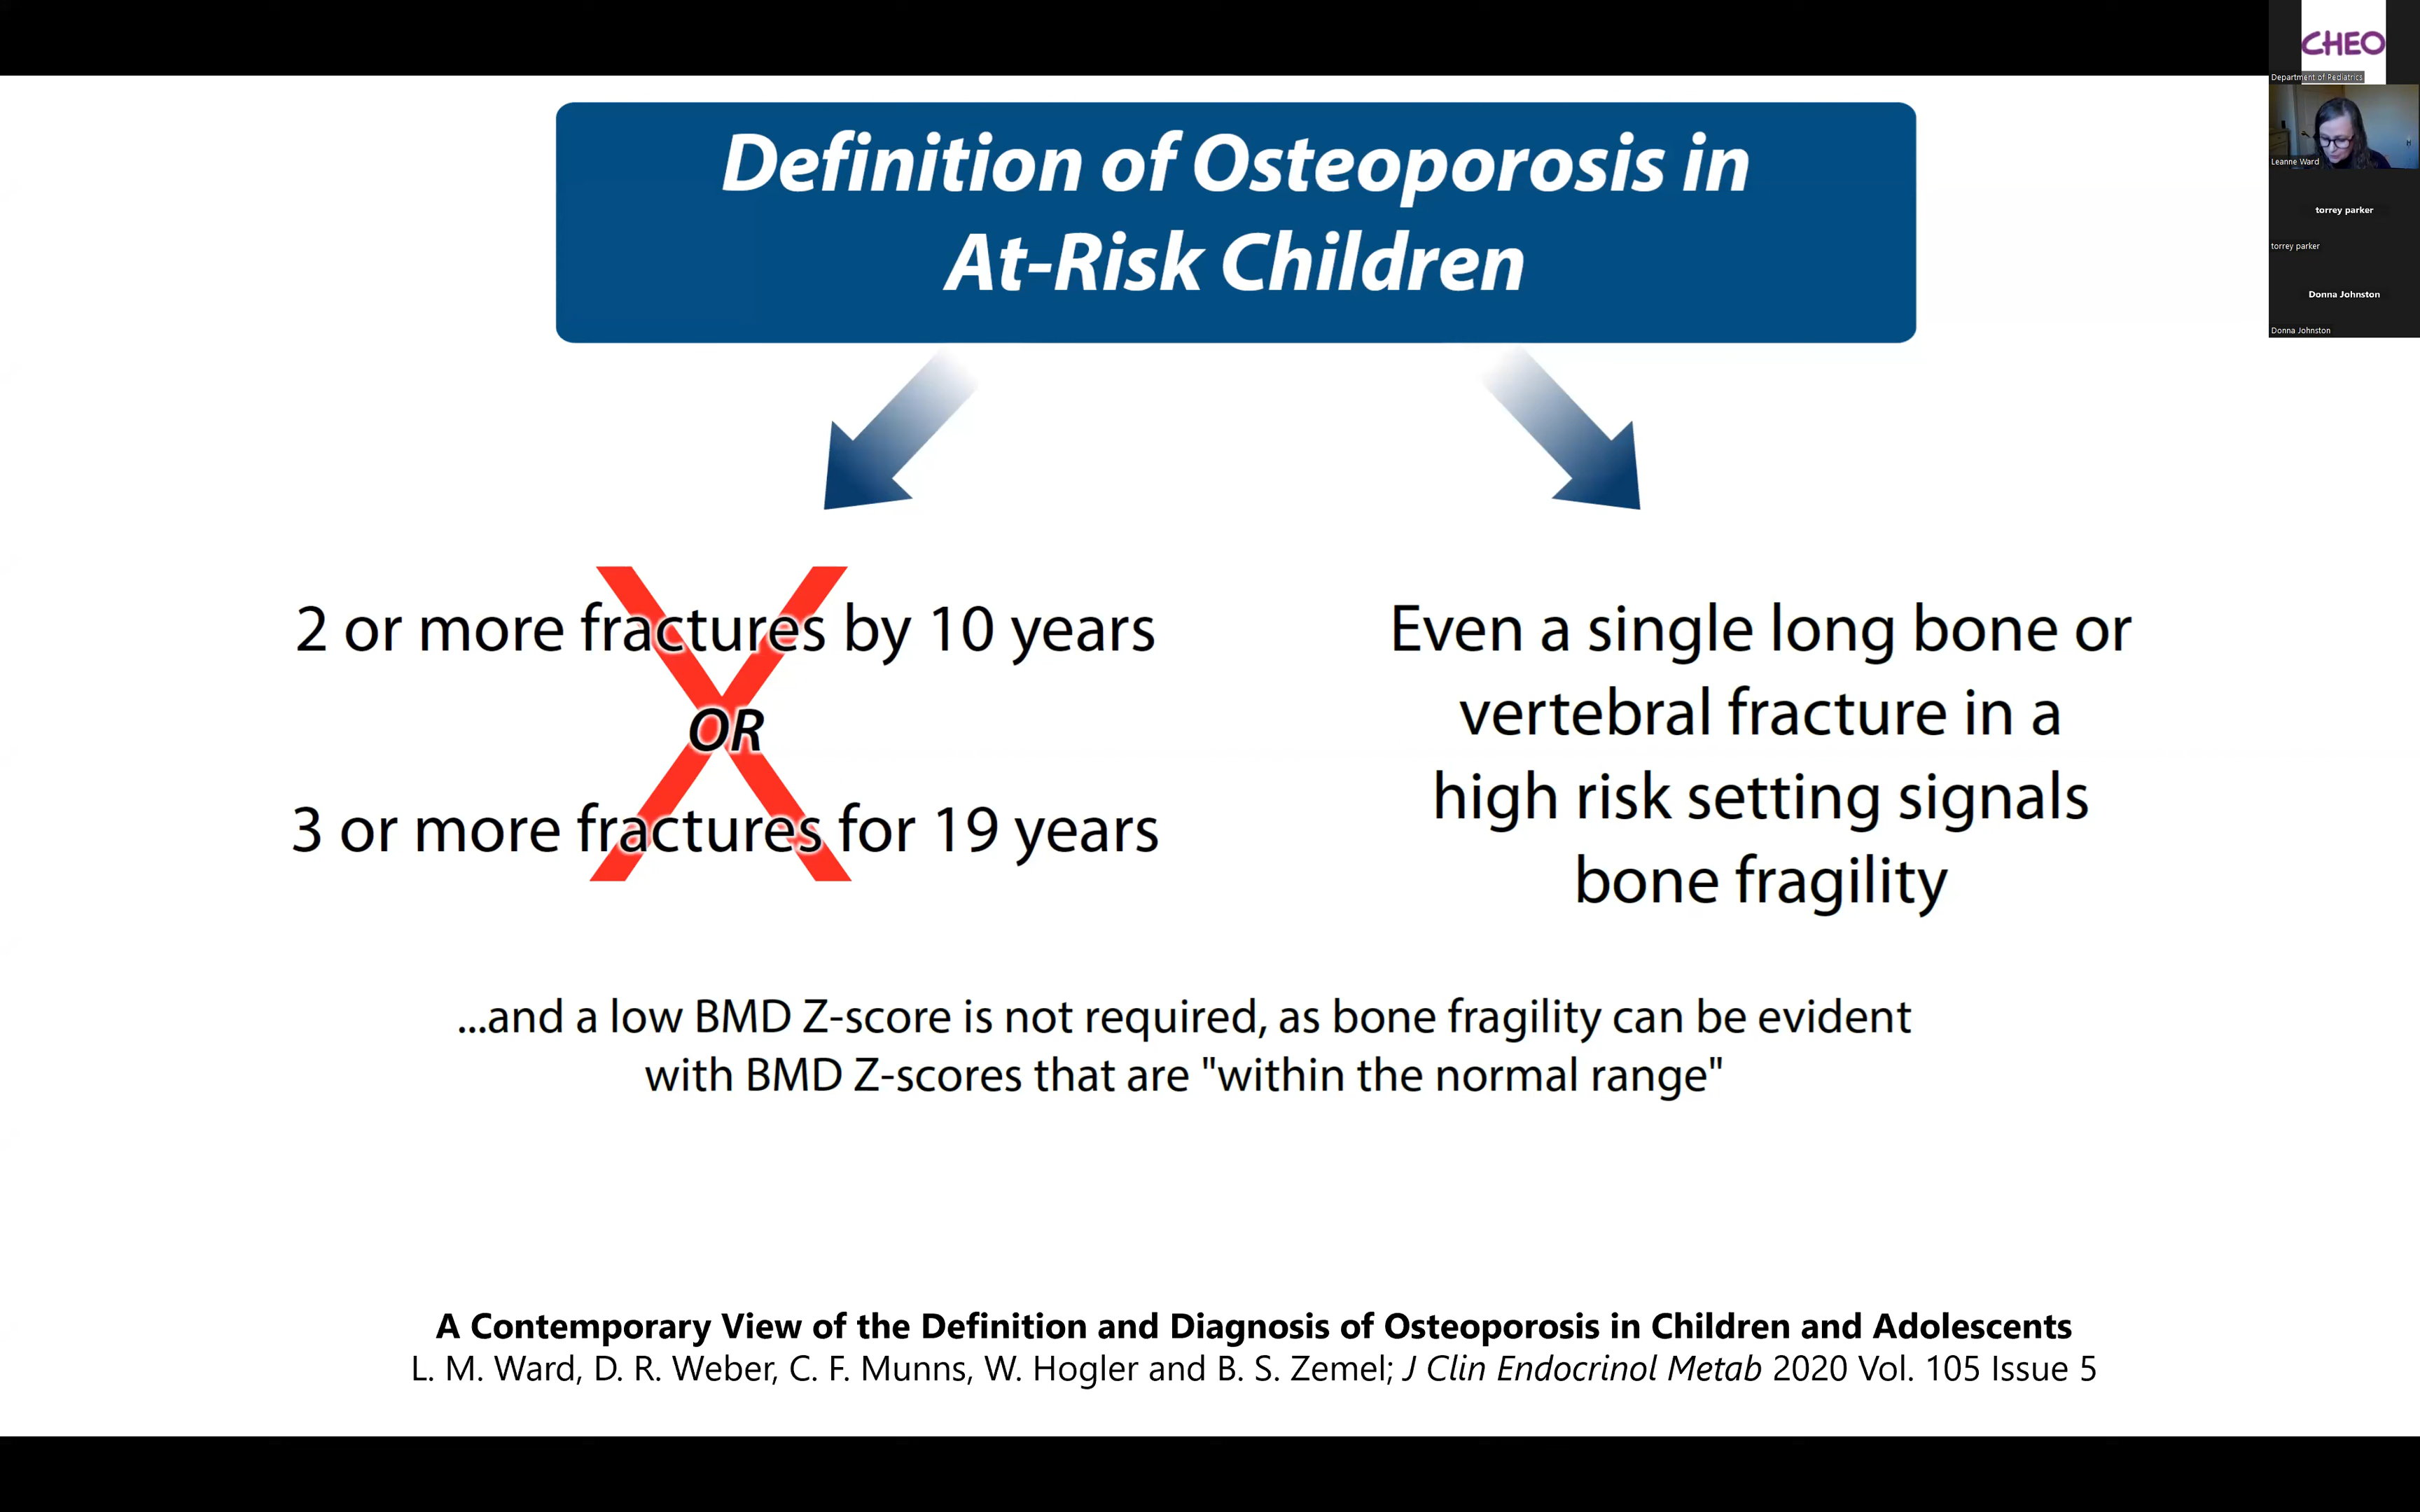 Definition of Osteoporosis in
At-Risk Children
2 or more fractures by 10 years
OR
3 or more fractures for 19 years
Even a single long bone or
vertebral fracture in a
high risk setting signals
bone fragility
...and a low BMD Z-score is not required, as bone fragility can be evident
with BMD Z-scores that are "within the normal range"
A Contemporary View of the Definition and Diagnosis of Osteoporosis in Children and Adolescents
L. M. Ward, D. R. Weber, C. F. Munns, W. Hogler and B. S. Zemel; J Clin Endocrinol Metab 2020 Vol. 105 Issue 5
CHEO
Department of Pediatrics
Leanne Ward
torrey parker
torrey parker
Donna Johnston
Donna Johnston